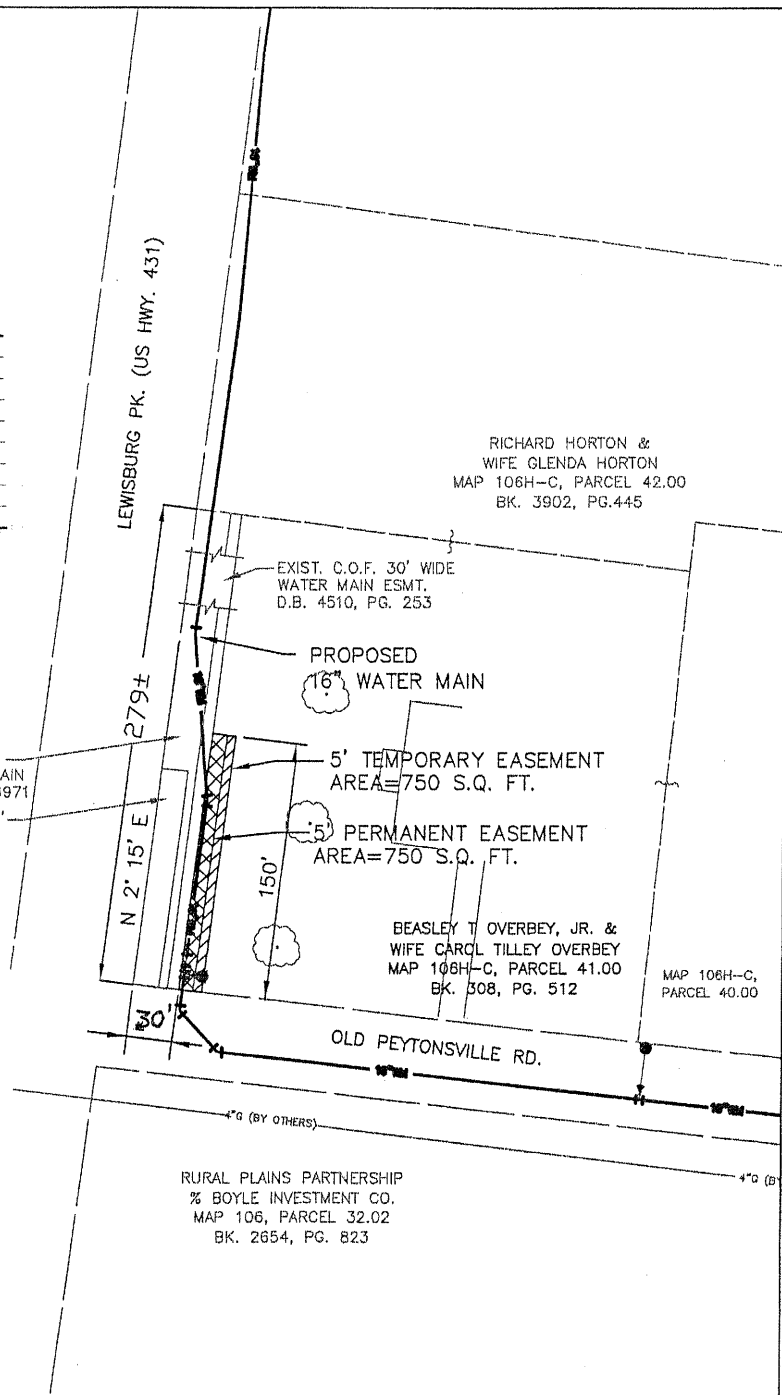 LEWISBURG PK. (US HWY. 431)
RICHARD HORTON &
WIFE GLENDA HORTON
MAP 106H-C, PARCEL 42.00
BK. 3902, PG.445
EXIST. C.O.F. 30' WIDE
WATER MAIN ESMT.
D.B. 4510, PG. 253
PROPOSED
16" WATER MAIN
279±
N 2° 15' E
AIN
5' TEMPORARY EASEMENT
AREA=750 S.Q. FT.
5' PERMANENT EASEMENT
AREA=750 S.Q. FT.
150'
BEASLEY T OVERBEY, JR. &
WIFE CAROL TILLEY OVERBEY
MAP 106H-C, PARCEL 41.00
BK. 308, PG. 512
MAP 106H-C,
PARCEL 40.00
30'
OLD PEYTONSVILLE RD.
4"G (BY OTHERS)
4"G (B
RURAL PLAINS PARTNERSHIP
% BOYLE INVESTMENT CO.
MAP 106, PARCEL 32.02
BK. 2654, PG. 823